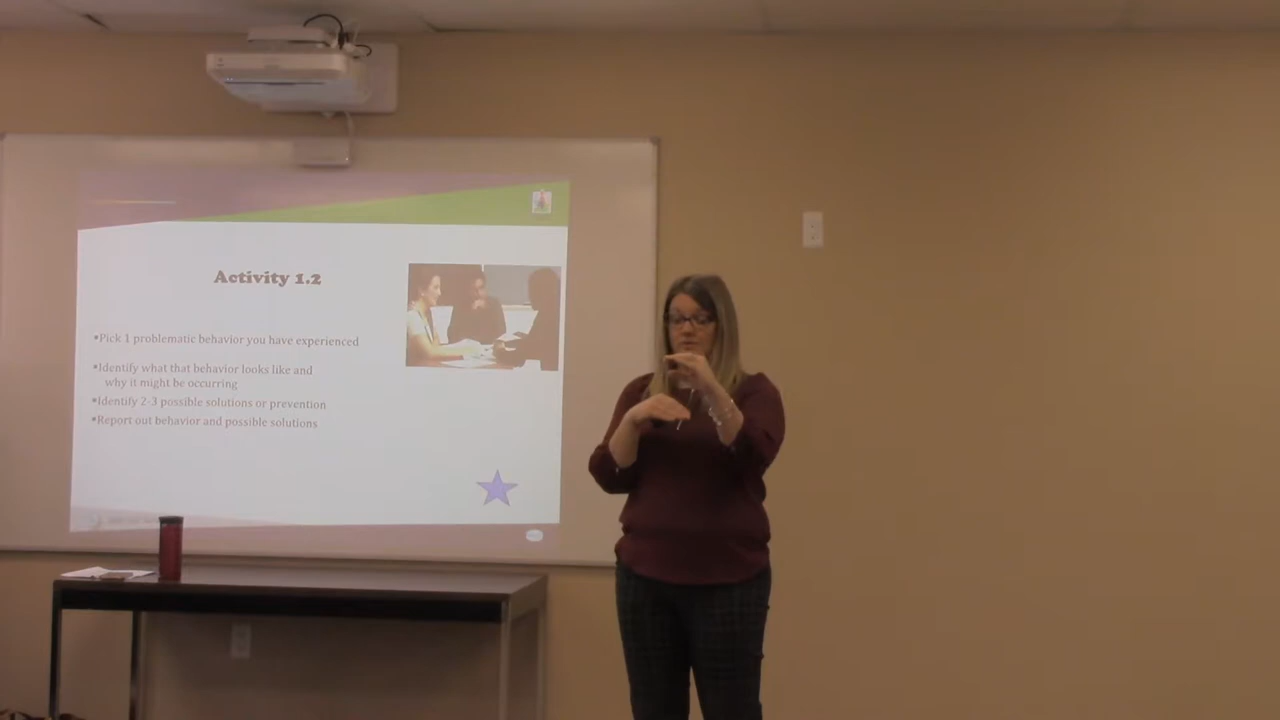 Activity 1.2
▪Pick 1 problematic behavior you have experienced
▪Identify what that behavior looks like and
why it might be occurring
▪Identify 2-3 possible solutions or prevention
▪Report out behavior and possible solutions